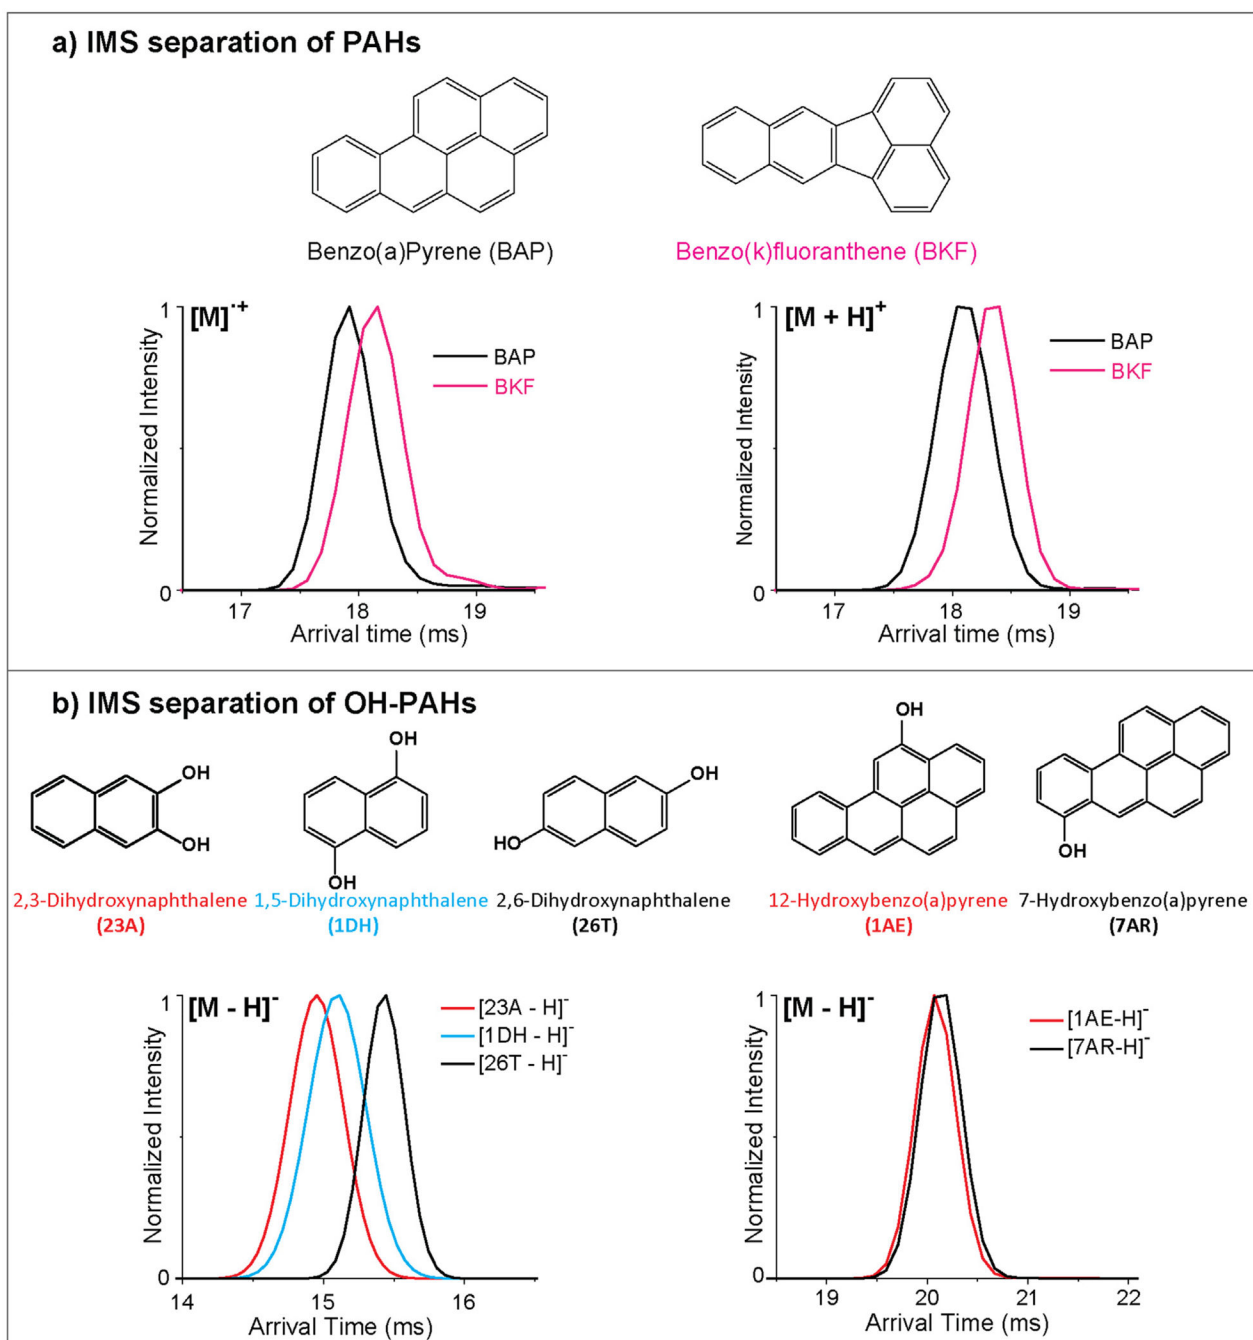 a) IMS separation of PAHs
Benzo(a)Pyrene (BAP)
Benzo(k)fluoranthene (BKF)
[M]·+
1
0
Normalized Intensity
BAP
BKF
17 18 19
Arrival time (ms)
[M + H]+
1
0
Normalized Intensity
BAP
BKF
17 18 19
Arrival time (ms)
b) IMS separation of OH-PAHs
OH
OH
OH
OH
OH
HO
OH
OH
2,3-Dihydroxynaphthalene
(23A)
1,5-Dihydroxynaphthalene
(1DH)
2,6-Dihydroxynaphthalene
(26T)
12-Hydroxybenzo(a)pyrene
(1AE)
7-Hydroxybenzo(a)pyrene
(7AR)
[M - H]-
1
0
Normalized Intensity
[23A - H]-
[1DH - H]-
[26T - H]-
14 15 16
Arrival Time (ms)
[M - H]-
1
0
Normalized Intensity
[1AE-H]-
[7AR-H]-
19 20 21 22
Arrival Time (ms)